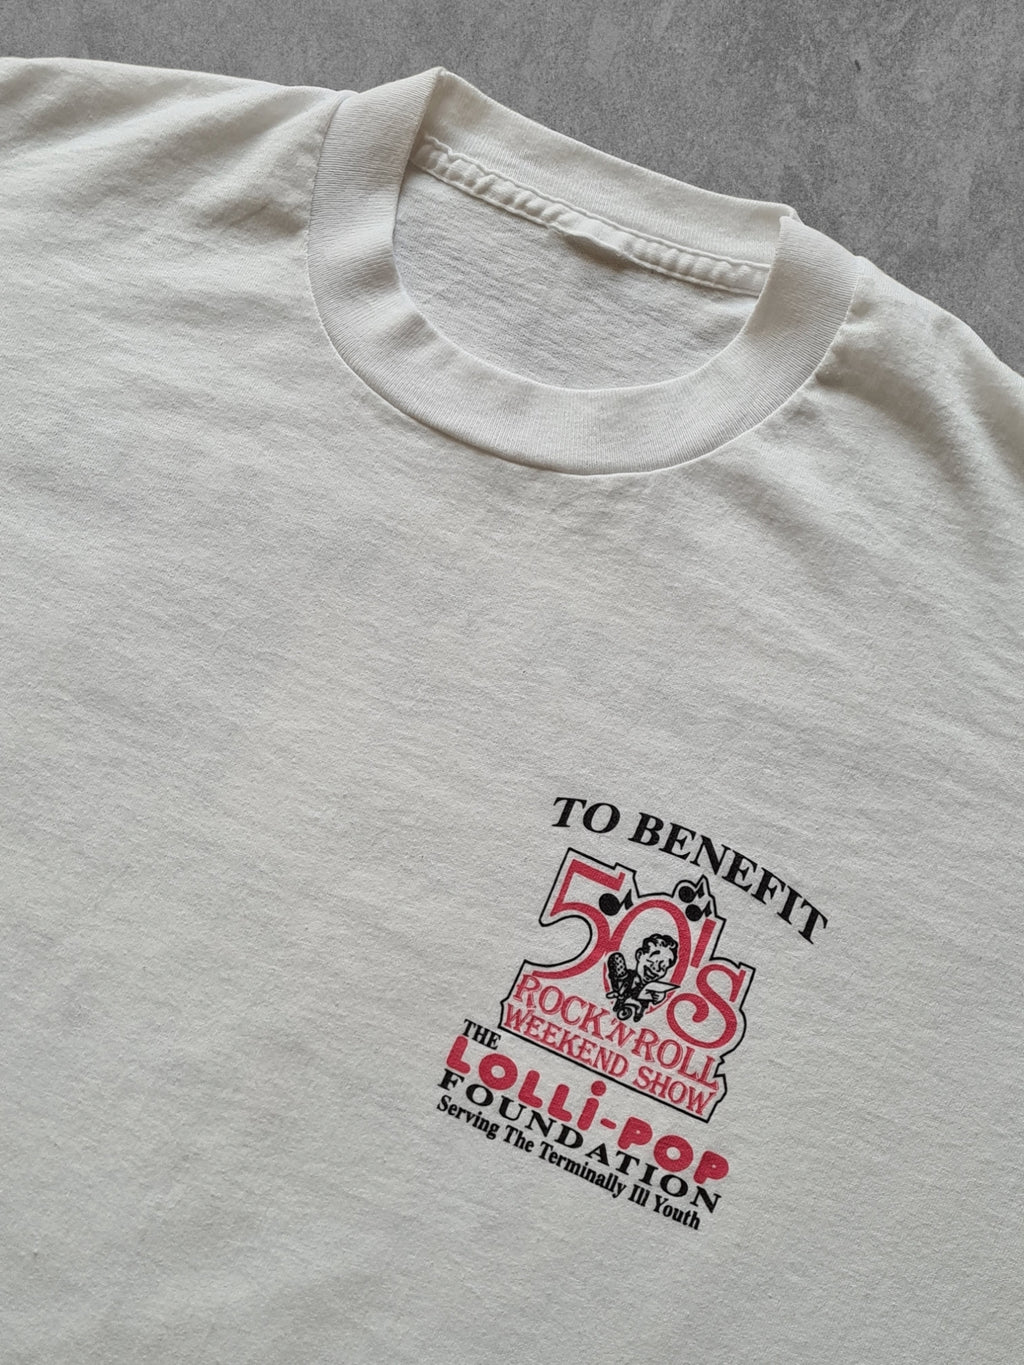 TO BENEFIT
50's
ROCK 'N ROLL
WEEKEND SHOW
THE
LOLLi-POP
FOUNDATION
Serving The Terminally Ill Youth